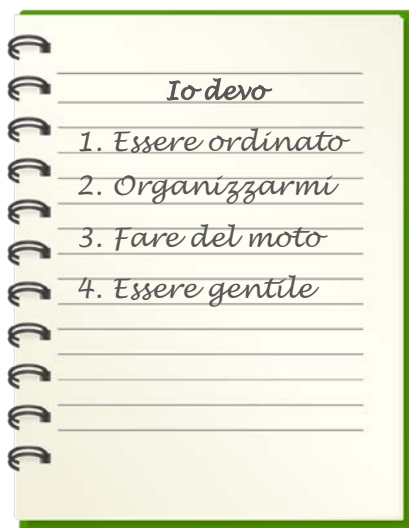 Io devo
1. Essere ordinato
2. Organizzarmi
3. Fare del moto
4. Essere gentile